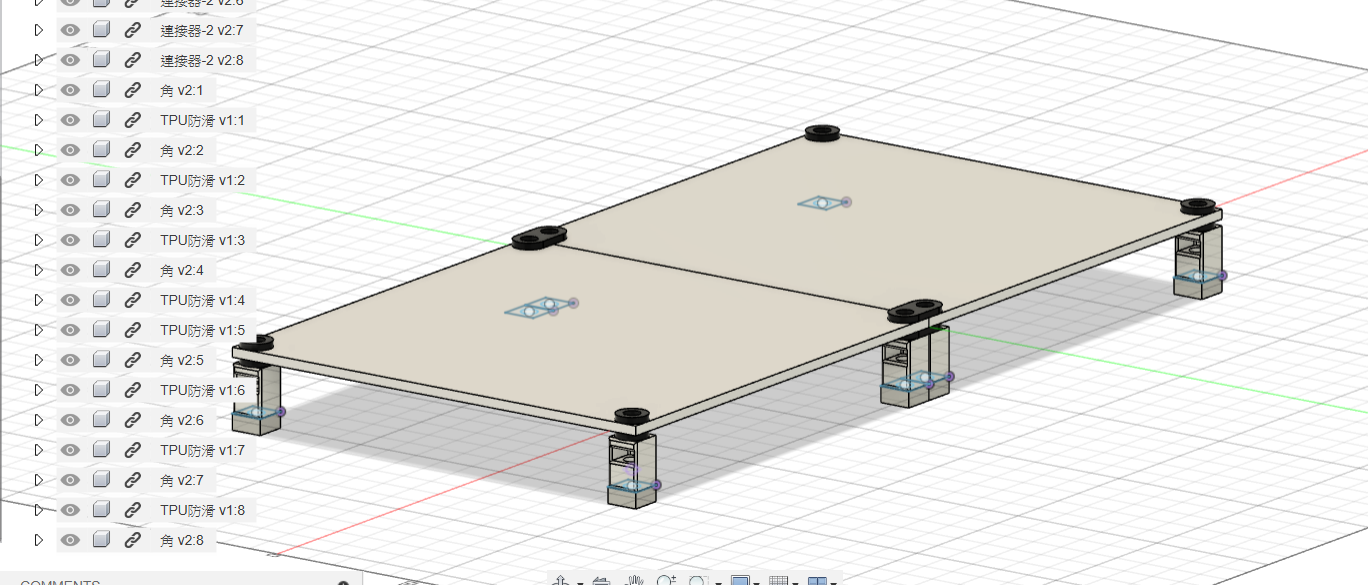 連接器-2 v2:6
連接器-2 v2:7
連接器-2 v2:8
角 v2:1
TPU防滑 v1:1
角 v2:2
TPU防滑 v1:2
角 v2:3
TPU防滑 v1:3
角 v2:4
TPU防滑 v1:4
TPU防滑 v1:5
角 v2:5
TPU防滑 v1:6
角 v2:6
TPU防滑 v1:7
角 v2:7
TPU防滑 v1:8
角 v2:8
COMMENTS